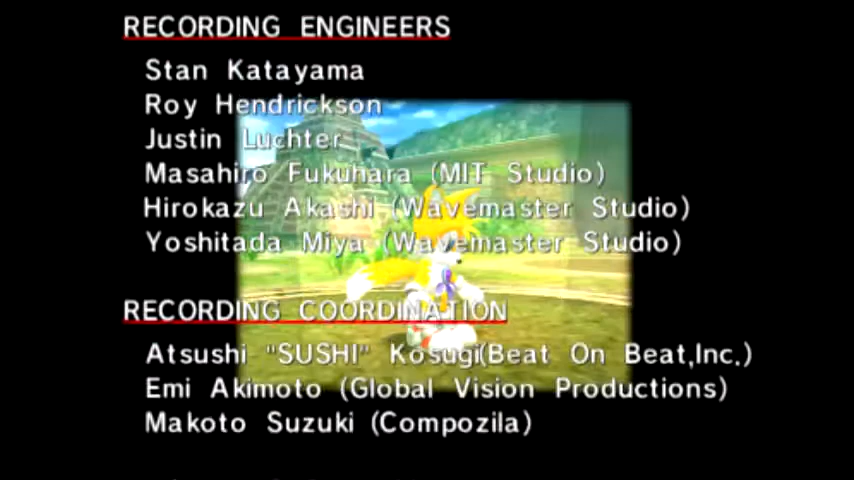 RECORDING ENGINEERS
Stan Katayama
Roy Hendrickson
Justin Luchter
Masahiro Fukuhara (MIT Studio)
Hirokazu Akashi (Wavemaster Studio)
Yoshitada Miya (Wavemaster Studio)
RECORDING COORDINATION
Atsushi "SUSHI" Kosugi(Beat On Beat,Inc.)
Emi Akimoto (Global Vision Productions)
Makoto Suzuki (Compozila)